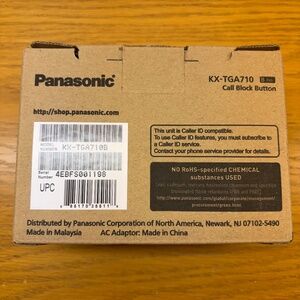 Panasonic
KX-TGA710
Call Block Button
http://shop.panasonic.com
MODEL
NUMBER
KX-TGA710B
Serial
Number
4EBFS001198
UPC
This unit is Caller ID compatible.
To use Caller ID features, you must subscribe to
a Caller ID service.
Contact your phone service provider for details.
NO RoHS-specified CHEMICAL
substances USED
Distributed by Panasonic Corporation of North America, Newark, NJ 07102-5490
Made in Malaysia
AC Adaptor: Made in China